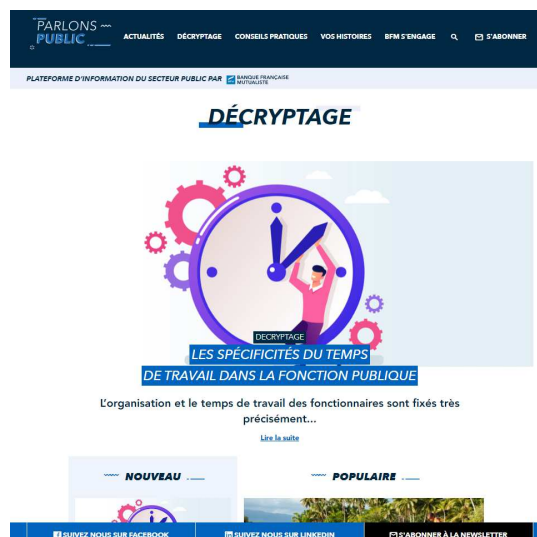 PARLONS
PUBLIC
ACTUALITÉS DÉCRYPTAGE CONSEILS PRATIQUES VOS HISTOIRES BFM S'ENGAGE S'ABONNER
PLATEFORME D'INFORMATION DU SECTEUR PUBLIC PAR BANQUE FRANÇAISE
MUTUALISTE
DÉCRYPTAGE
DECRYPTAGE
LES SPÉCIFICITÉS DU TEMPS
DE TRAVAIL DANS LA FONCTION PUBLIQUE
L'organisation et le temps de travail des fonctionnaires sont fixés très
précisément...
Lire la suite
NOUVEAU POPULAIRE
SUIVEZ NOUS SUR FACEBOOK SUIVEZ NOUS SUR LINKEDIN S'ABONNER À LA NEWSLETTER